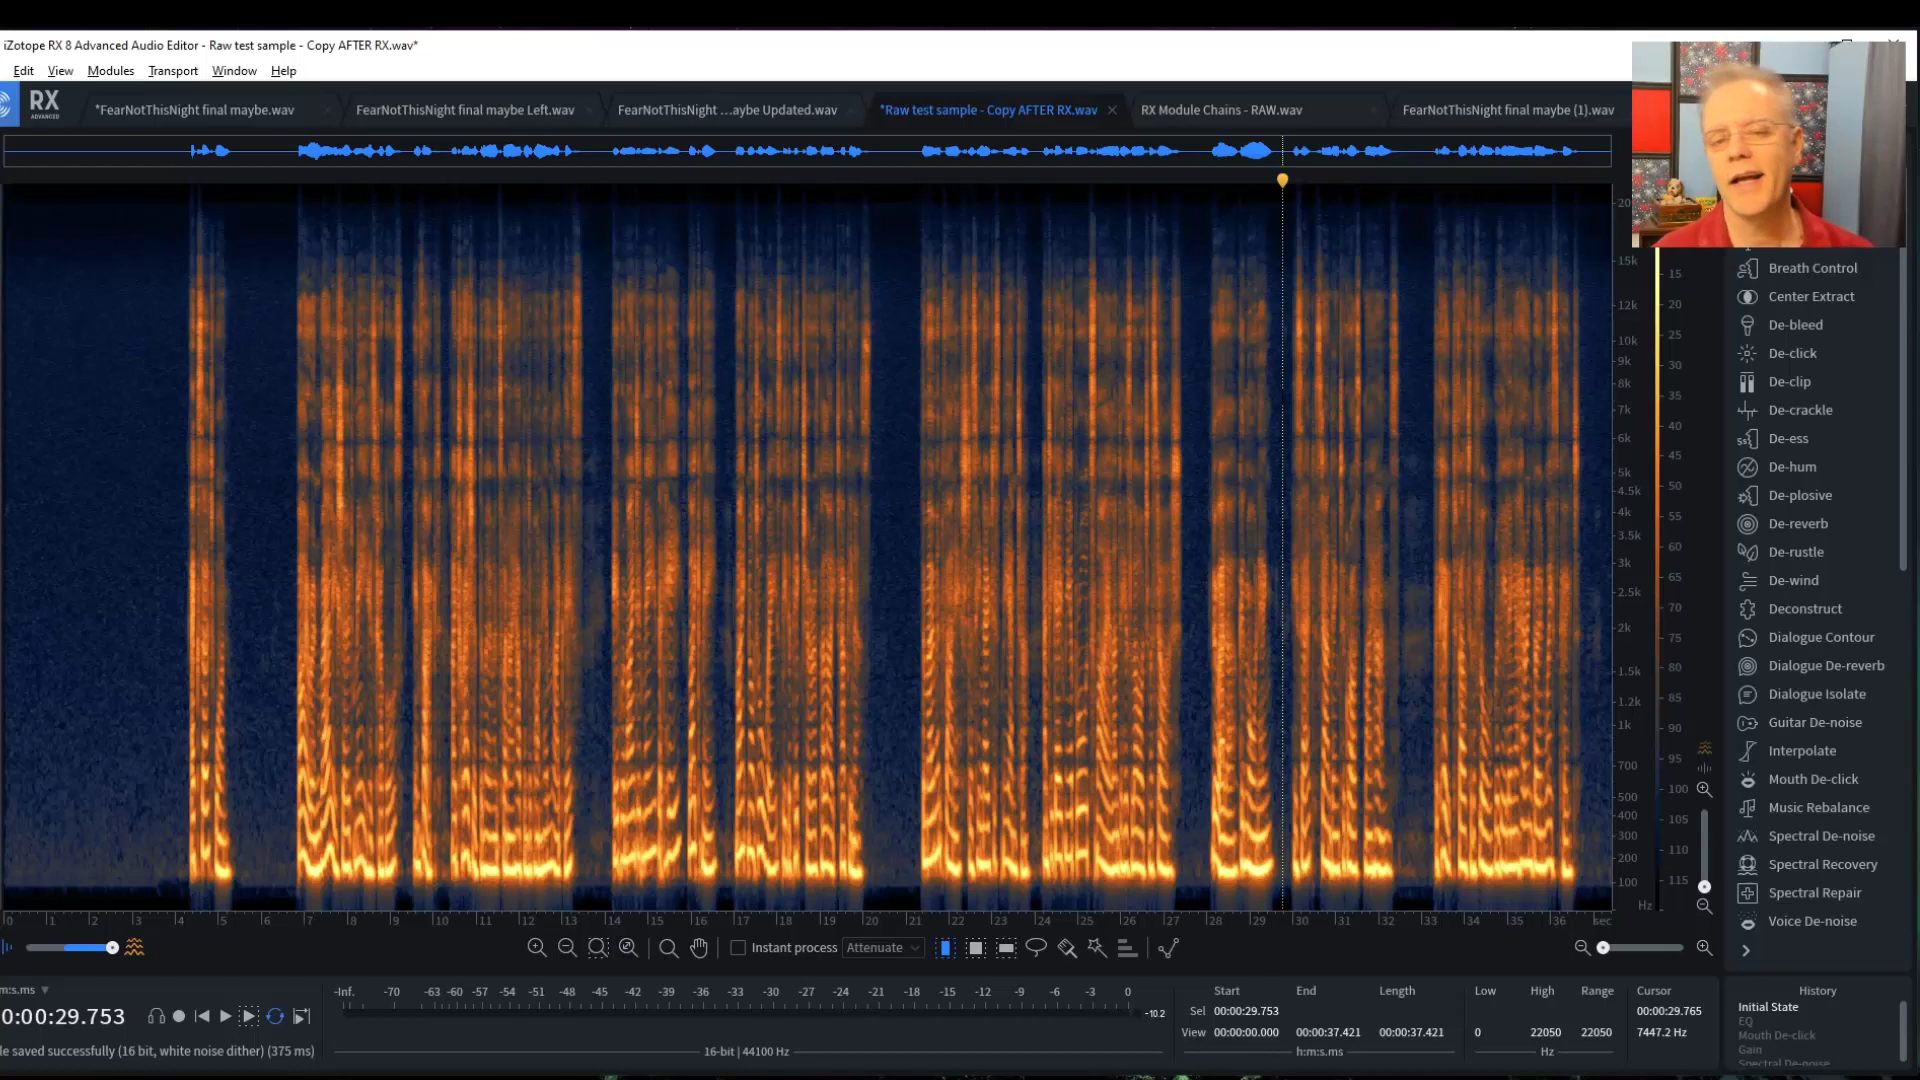 iZotope RX 8 Advanced Audio Editor - Raw test sample - Copy AFTER RX.wav*
Edit View Modules Transport Window Help
RX ADVANCED
*FearNotThisNight final maybe.wav
FearNotThisNight final maybe Left.wav
FearNotThisNight ...aybe Updated.wav
*Raw test sample - Copy AFTER RX.wav
RX Module Chains - RAW.wav
FearNotThisNight final maybe (1).wav
20
15k
12k
10k
9k
8k
7k
6k
5k
4.5k
4k
3.5k
3k
2.5k
2k
1.5k
1.2k
1k
700
500
400
300
200
100
Hz
15
20
25
30
35
40
45
50
55
60
65
70
75
80
85
90
95
100
105
110
115
Breath Control
Center Extract
De-bleed
De-click
De-clip
De-crackle
De-ess
De-hum
De-plosive
De-reverb
De-rustle
De-wind
Deconstruct
Dialogue Contour
Dialogue De-reverb
Dialogue Isolate
Guitar De-noise
Interpolate
Mouth De-click
Music Rebalance
Spectral De-noise
Spectral Recovery
Spectral Repair
Voice De-noise
0 1 2 3 4 5 6 7 8 9 10 11 12 13 14 15 16 17 18 19 20 21 22 23 24 25 26 27 28 29 30 31 32 33 34 35 36 sec
Instant process Attenuate
m:s.ms
0:00:29.753
-Inf. -70 -63 -60 -57 -54 -51 -48 -45 -42 -39 -36 -33 -30 -27 -24 -21 -18 -15 -12 -9 -6 -3 0
-10.2
Start End Length
Sel 00:00:29.753
View 00:00:00.000 00:00:37.421 00:00:37.421
h:m:s.ms
Low High Range
0 22050 22050
Hz
Cursor
00:00:29.765
7447.2 Hz
le saved successfully (16 bit, white noise dither) (375 ms)
16-bit | 44100 Hz
History
Initial State
EQ
Mouth De-click
Gain
Spectral De-noise